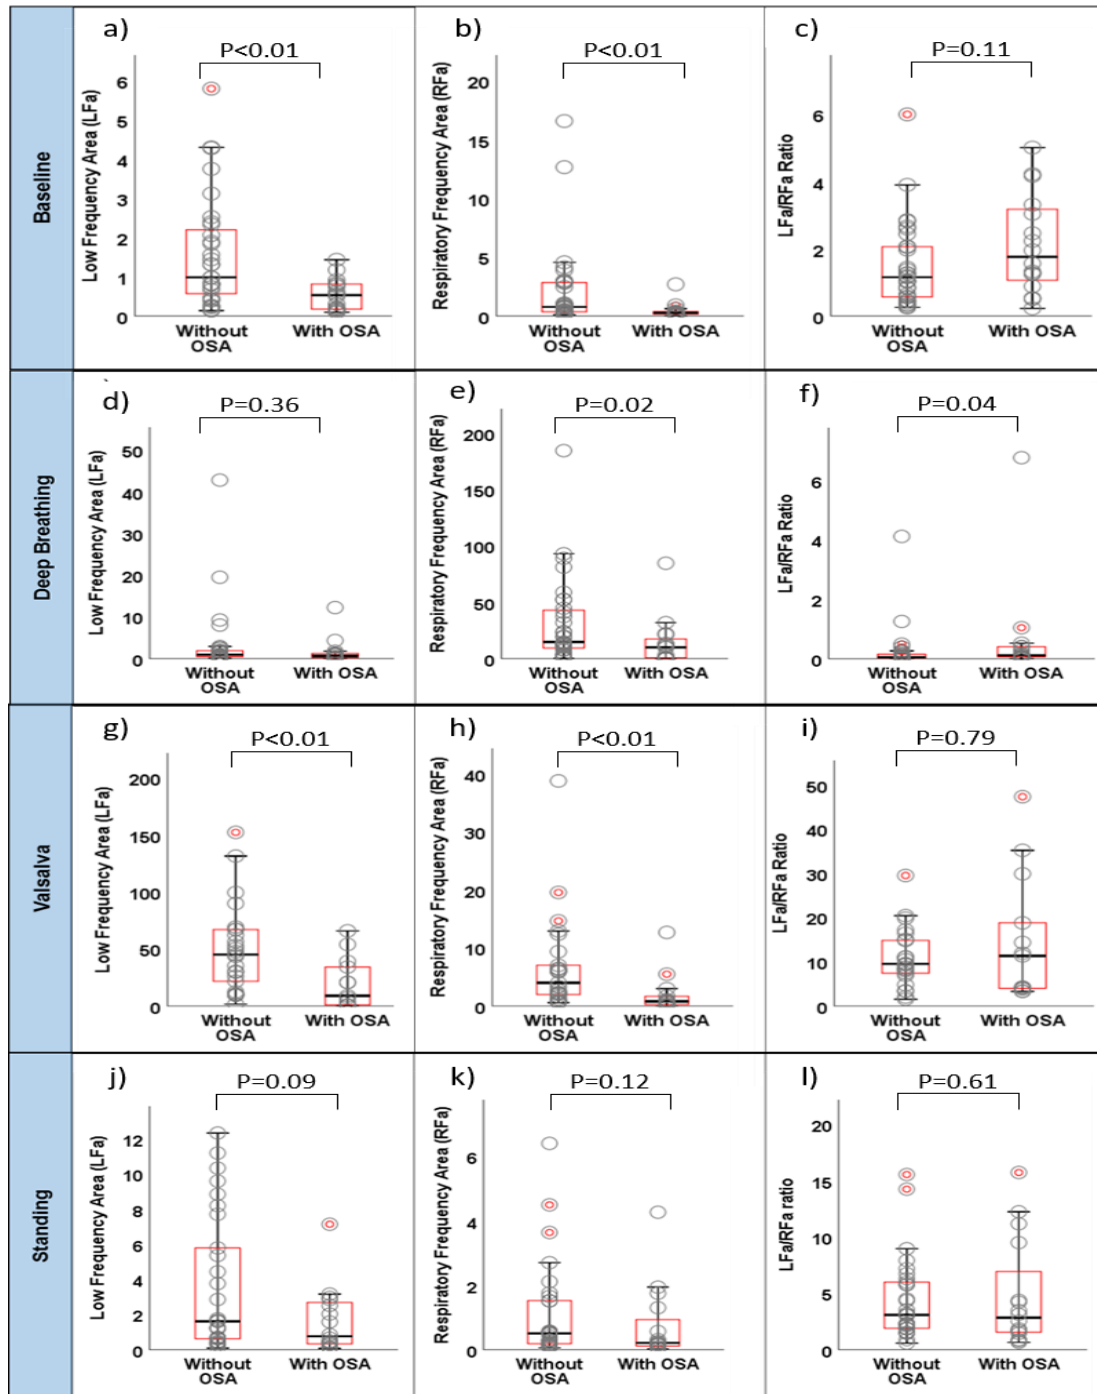 a)
P<0.01
Low Frequency Area (LFa)
6
5
4
3
2
1
0
Without
OSA
With OSA
b)
P<0.01
Respiratory Frequency Area (RFa)
20
15
10
5
0
Without
OSA
With OSA
c)
P=0.11
LFa/RFa Ratio
6
4
2
0
Without
OSA
With OSA
Baseline
d)
P=0.36
Low Frequency Area (LFa)
50
40
30
20
10
0
Without
OSA
With OSA
e)
P=0.02
Respiratory Frequency Area (RFa)
200
150
100
50
0
Without
OSA
With OSA
f)
P=0.04
LFa/RFa Ratio
6
4
2
0
Without
OSA
With OSA
Deep Breathing
g)
P<0.01
Low Frequency Area (LFa)
200
150
100
50
0
Without
OSA
With OSA
h)
P<0.01
Respiratory Frequency Area (RFa)
40
30
20
10
0
Without
OSA
With OSA
i)
P=0.79
LFa/RFa Ratio
50
40
30
20
10
0
Without
OSA
With OSA
Valsalva
j)
P=0.09
Low Frequency Area (LFa)
12
10
8
6
4
2
0
Without
OSA
With OSA
k)
P=0.12
Respiratory Frequency Area (RFa)
6
4
2
0
Without
OSA
With OSA
l)
P=0.61
LFa/RFa ratio
20
15
10
5
0
Without
OSA
With OSA
Standing